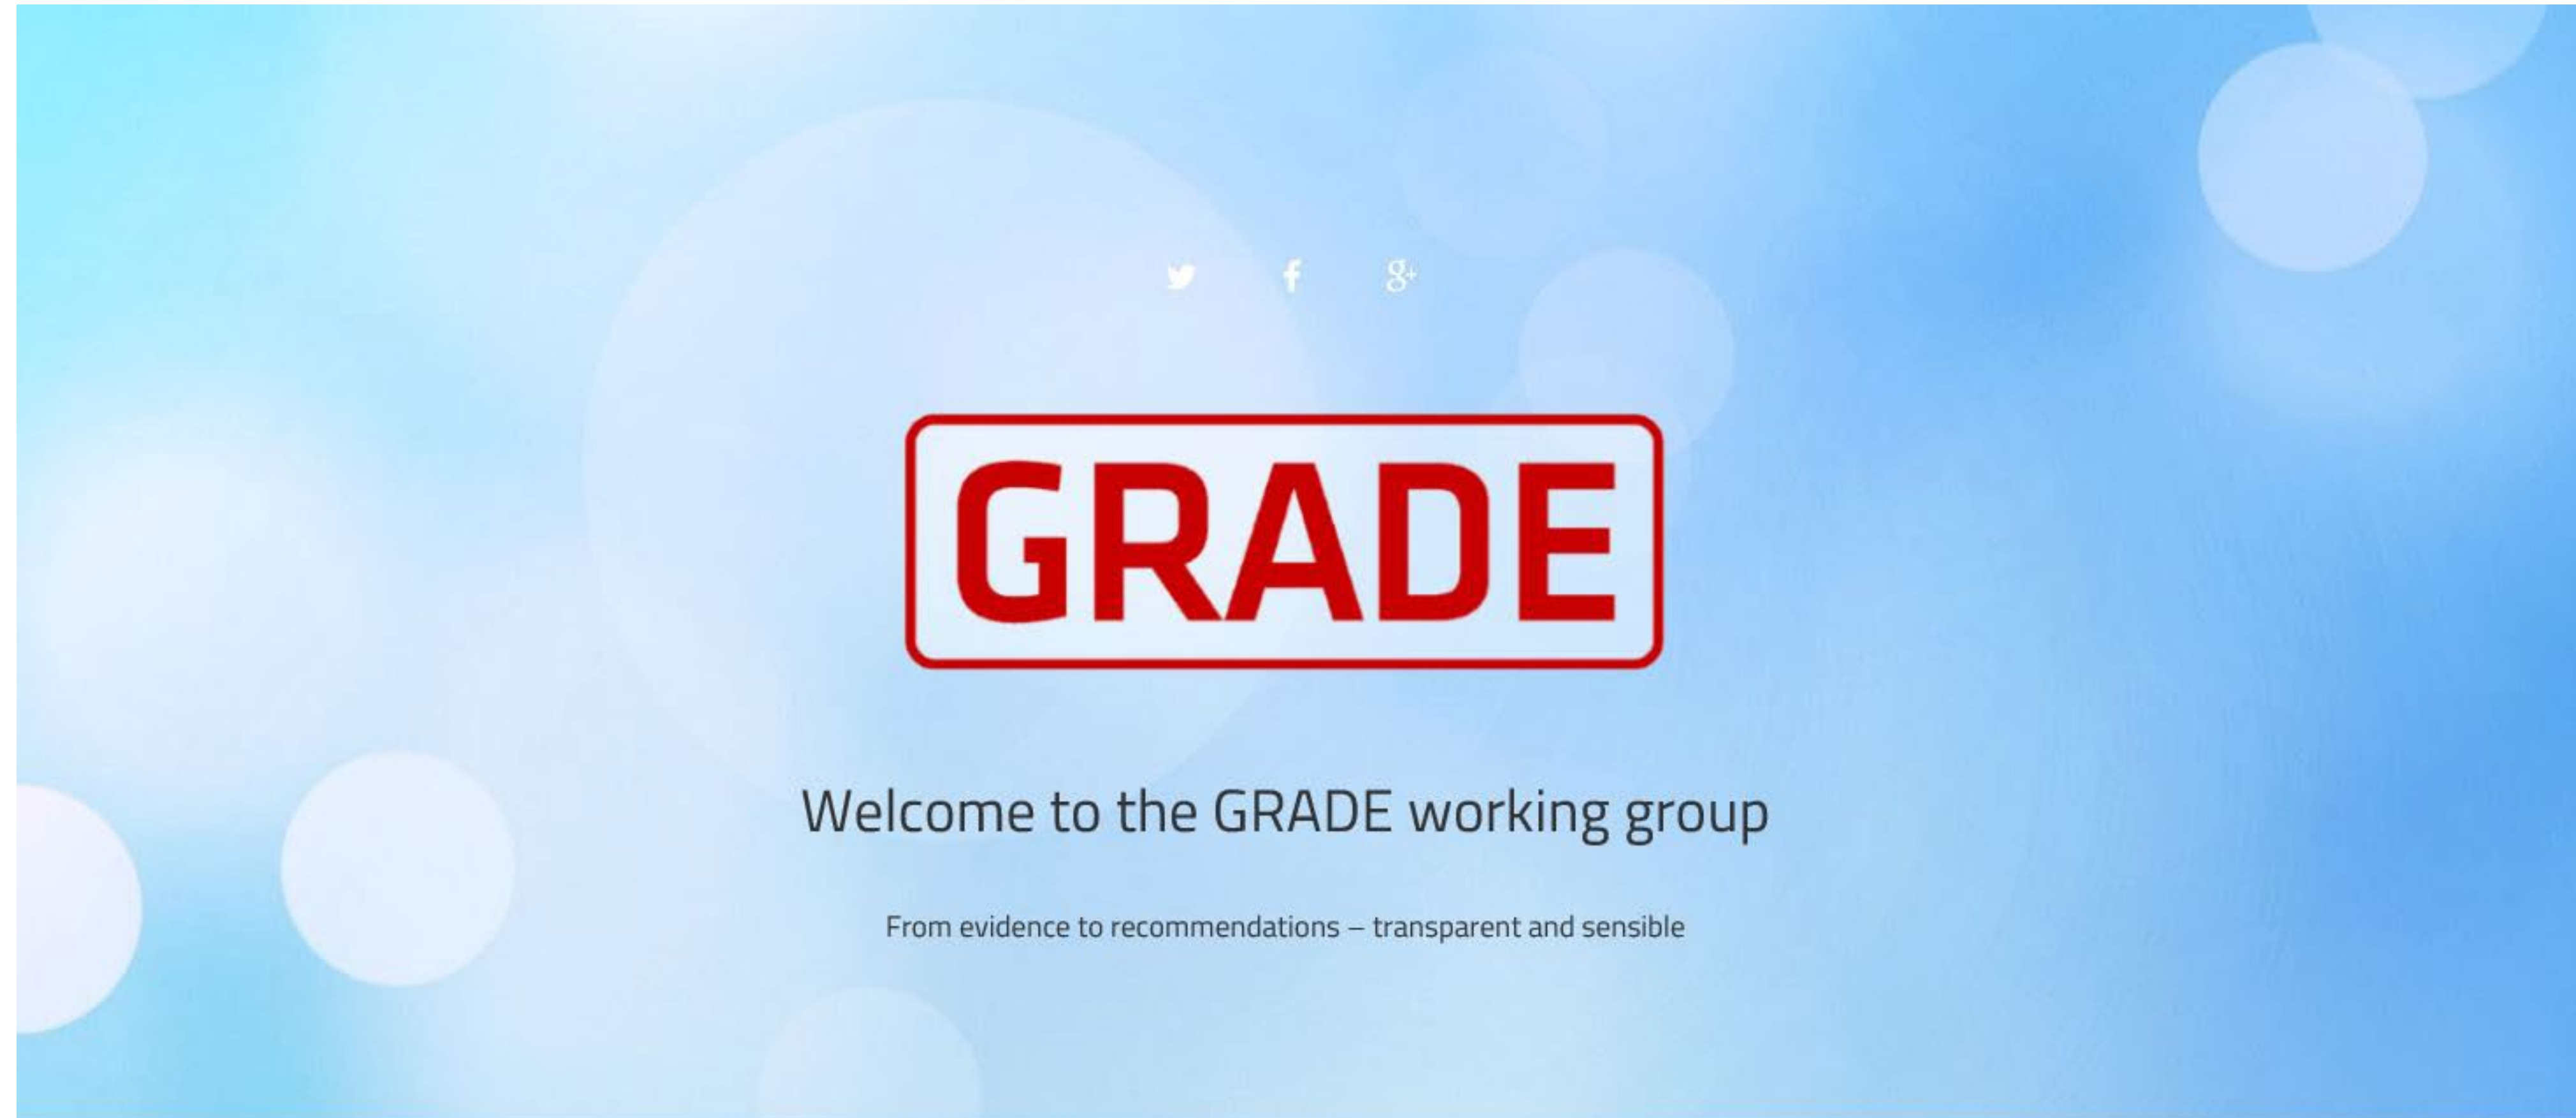 GRADE
Welcome to the GRADE working group
From evidence to recommendations – transparent and sensible